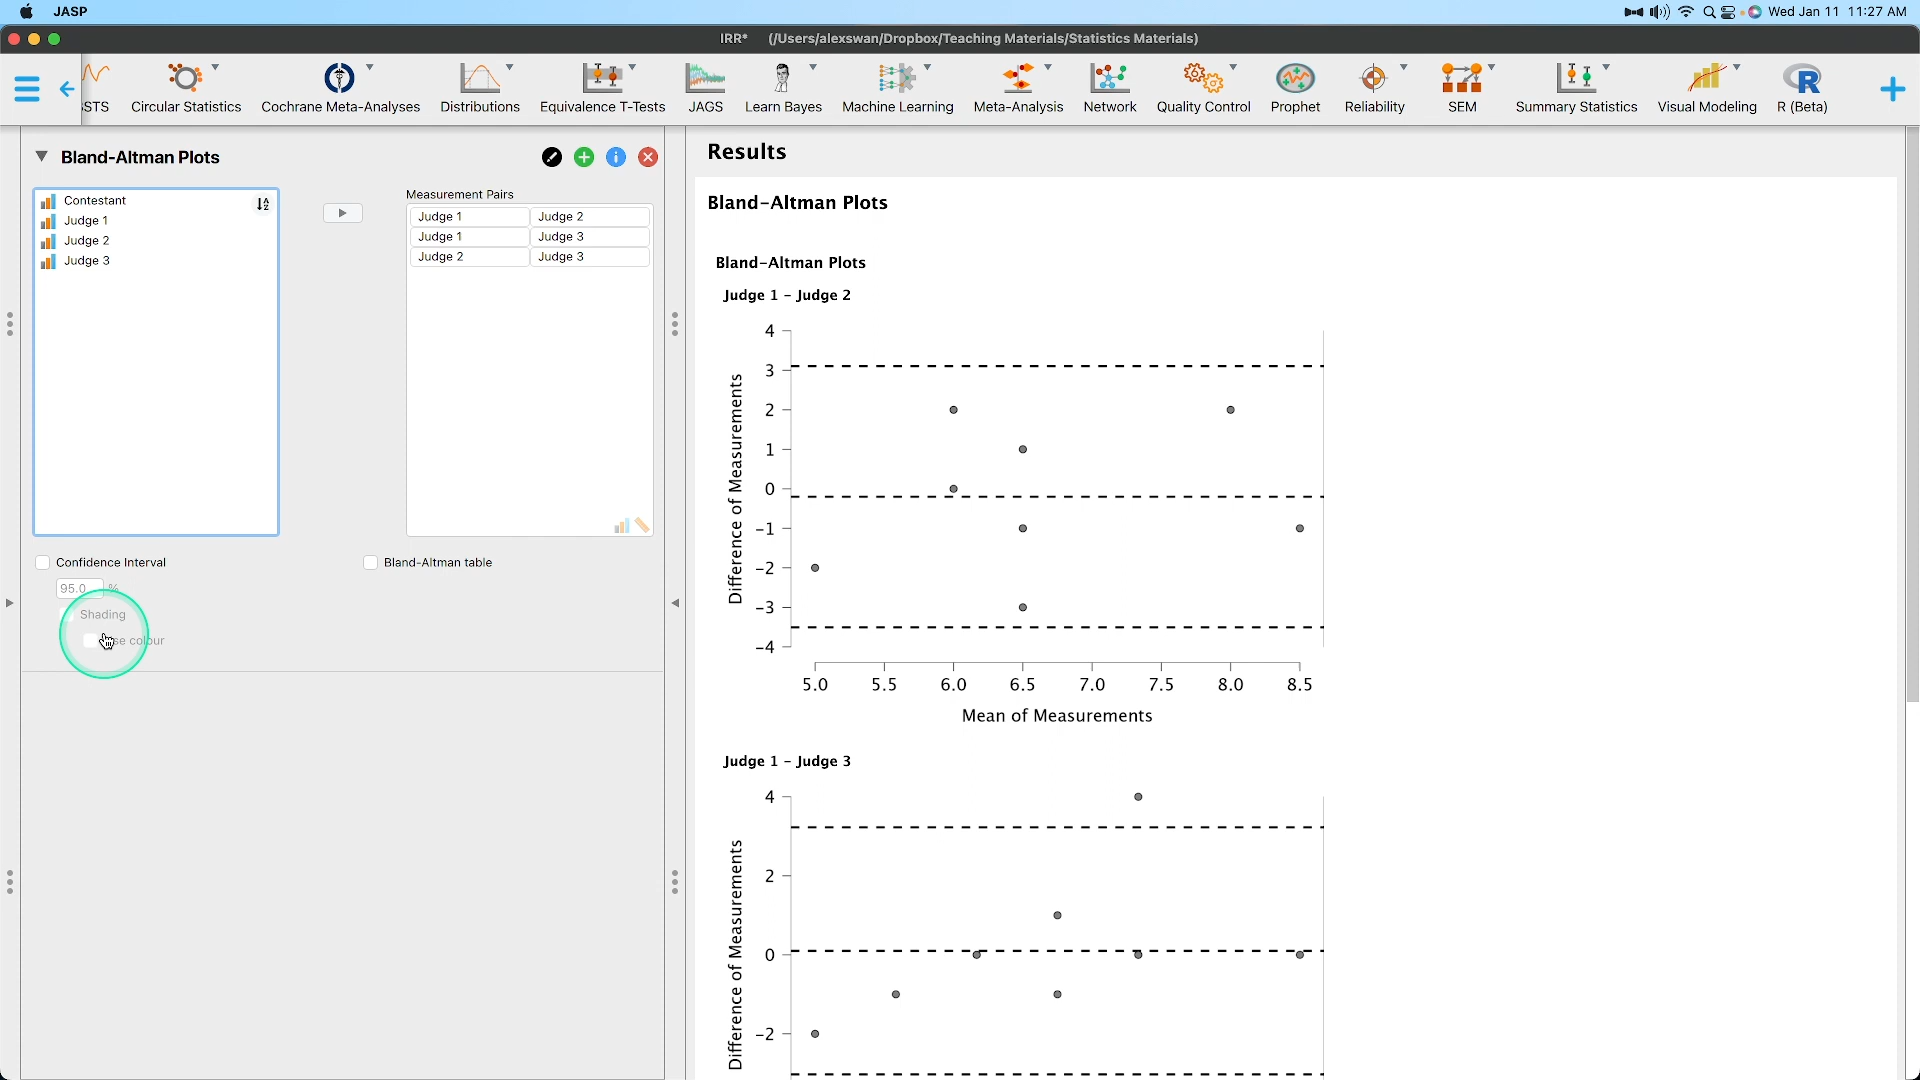 JASP
Wed Jan 11 11:27 AM
IRR* (/Users/alexswan/Dropbox/Teaching Materials/Statistics Materials)
STS
Circular Statistics
Cochrane Meta-Analyses
Distributions
Equivalence T-Tests
JAGS
Learn Bayes
Machine Learning
Meta-Analysis
Network
Quality Control
Prophet
Reliability
SEM
Summary Statistics
Visual Modeling
R (Beta)
Bland-Altman Plots
Contestant
Judge 1
Judge 2
Judge 3
Measurement Pairs
Judge 1 Judge 2
Judge 1 Judge 3
Judge 2 Judge 3
Confidence Interval
95.0 %
Shading
colour
Bland-Altman table
Results
Bland-Altman Plots
Bland-Altman Plots
Judge 1 - Judge 2
Difference of Measurements
4
3
2
1
0
-1
-2
-3
-4
5.0 5.5 6.0 6.5 7.0 7.5 8.0 8.5
Mean of Measurements
Judge 1 - Judge 3
Difference of Measurements
4
2
0
-2